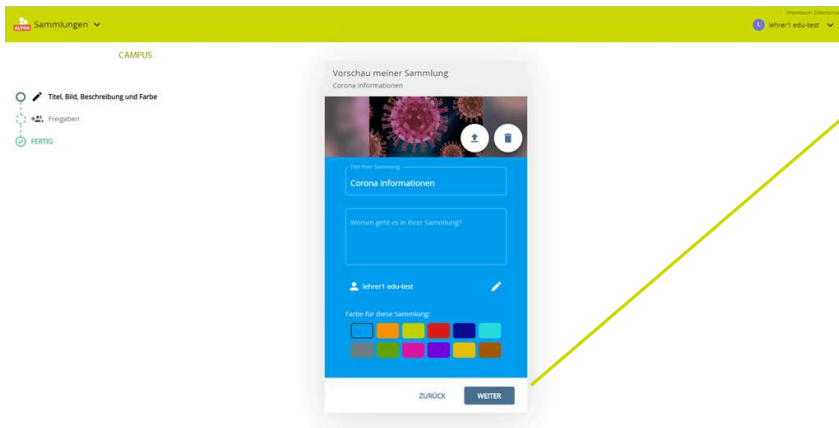 Impressum Datenschutz
ALPHA
Sammlungen
L
lehrer1 edu-test
CAMPUS
Titel, Bild, Beschreibung und Farbe
Freigaben
FERTIG
Vorschau meiner Sammlung
Corona Informationen
Titel Ihrer Sammlung
Corona Informationen
Worum geht es in Ihrer Sammlung?
lehrer1 edu-test
Farbe für diese Sammlung:
ZURÜCK
WEITER